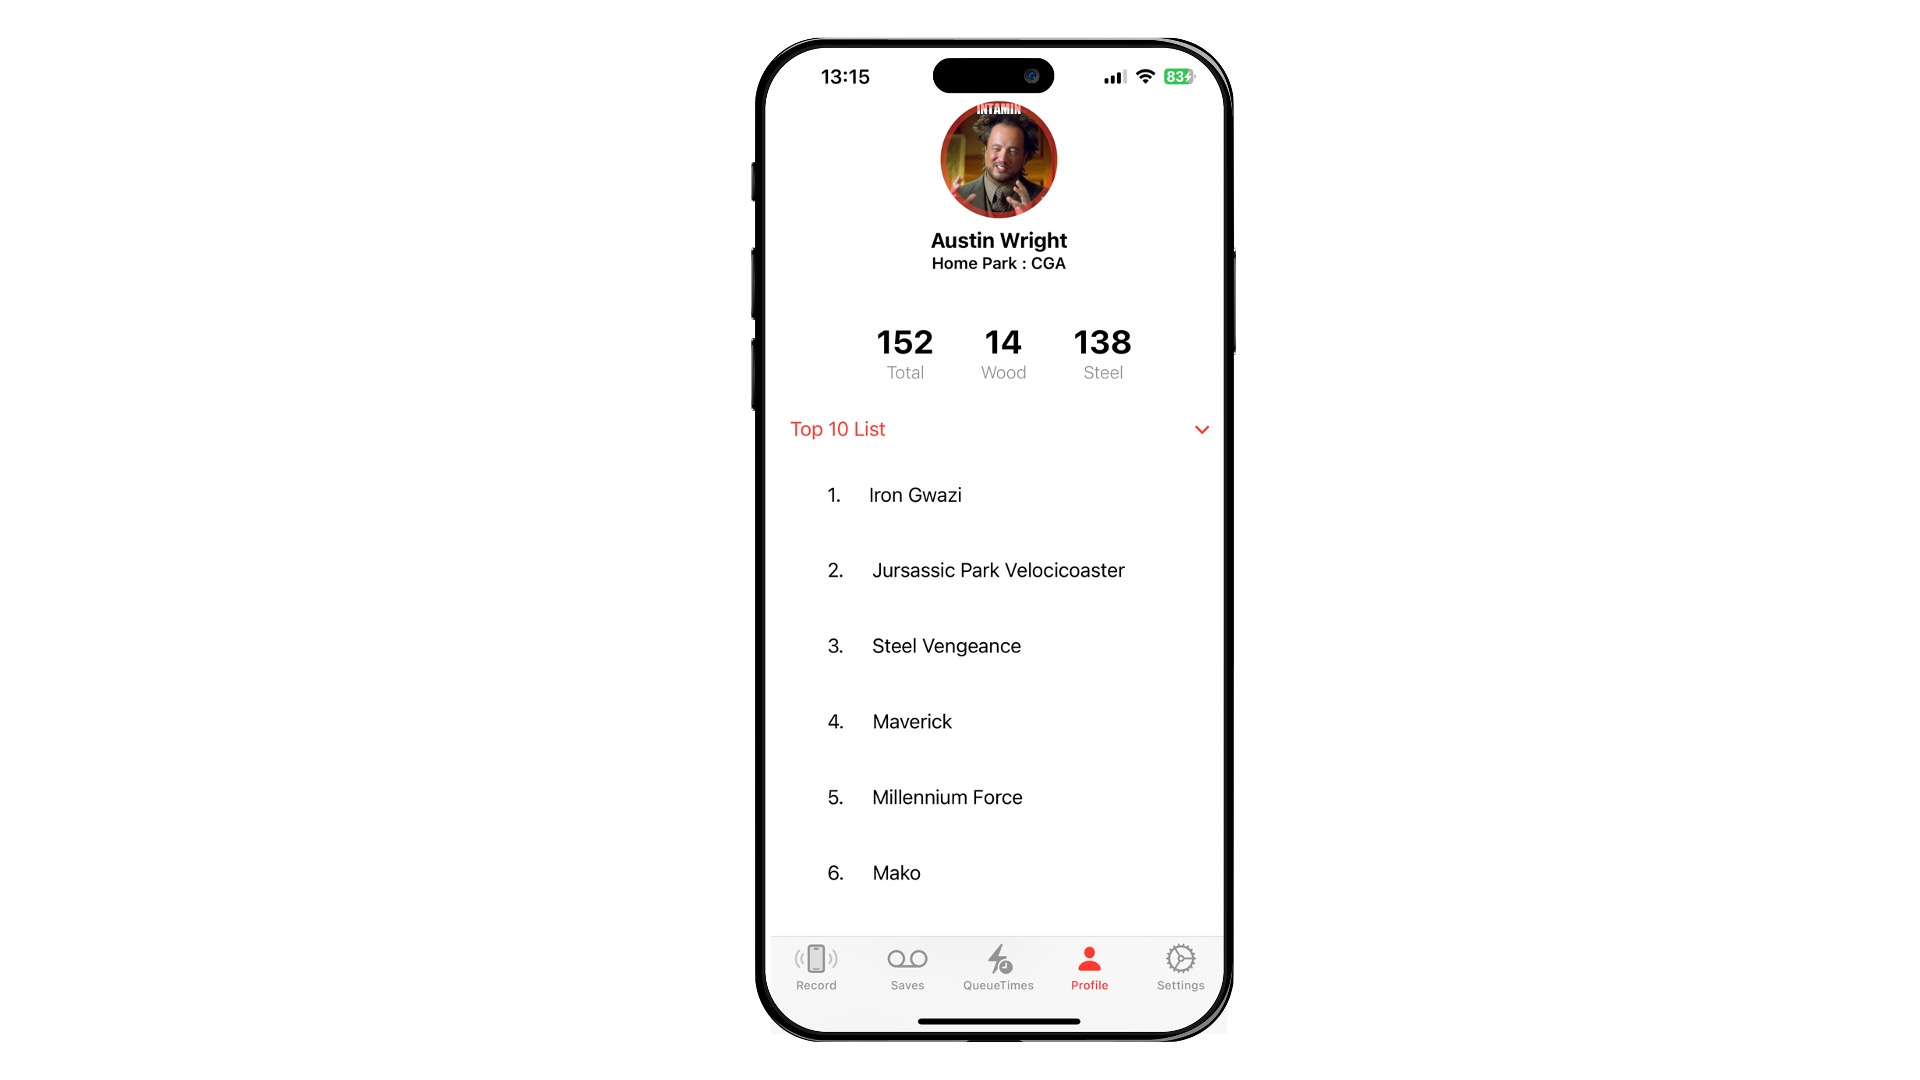 13:15
83
INTAMIN
Austin Wright
Home Park : CGA
152 14 138
Total Wood Steel
Top 10 List
1. Iron Gwazi
2. Jursassic Park Velocicoaster
3. Steel Vengeance
4. Maverick
5. Millennium Force
6. Mako
Record Saves QueueTimes Profile Settings